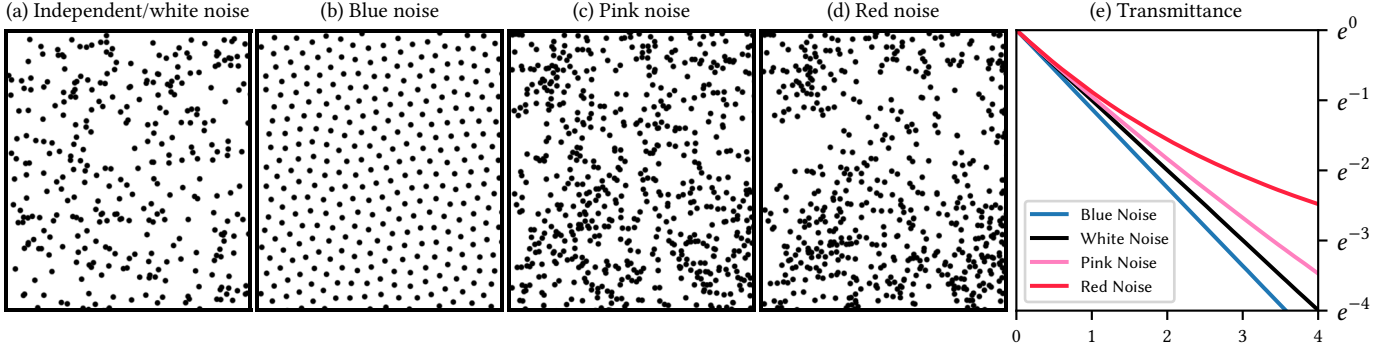 (a) Independent/white noise
(b) Blue noise
(c) Pink noise
(d) Red noise
(e) Transmittance
e^0
e^{-1}
e^{-2}
e^{-3}
e^{-4}
Blue Noise
White Noise
Pink Noise
Red Noise
0 1 2 3 4